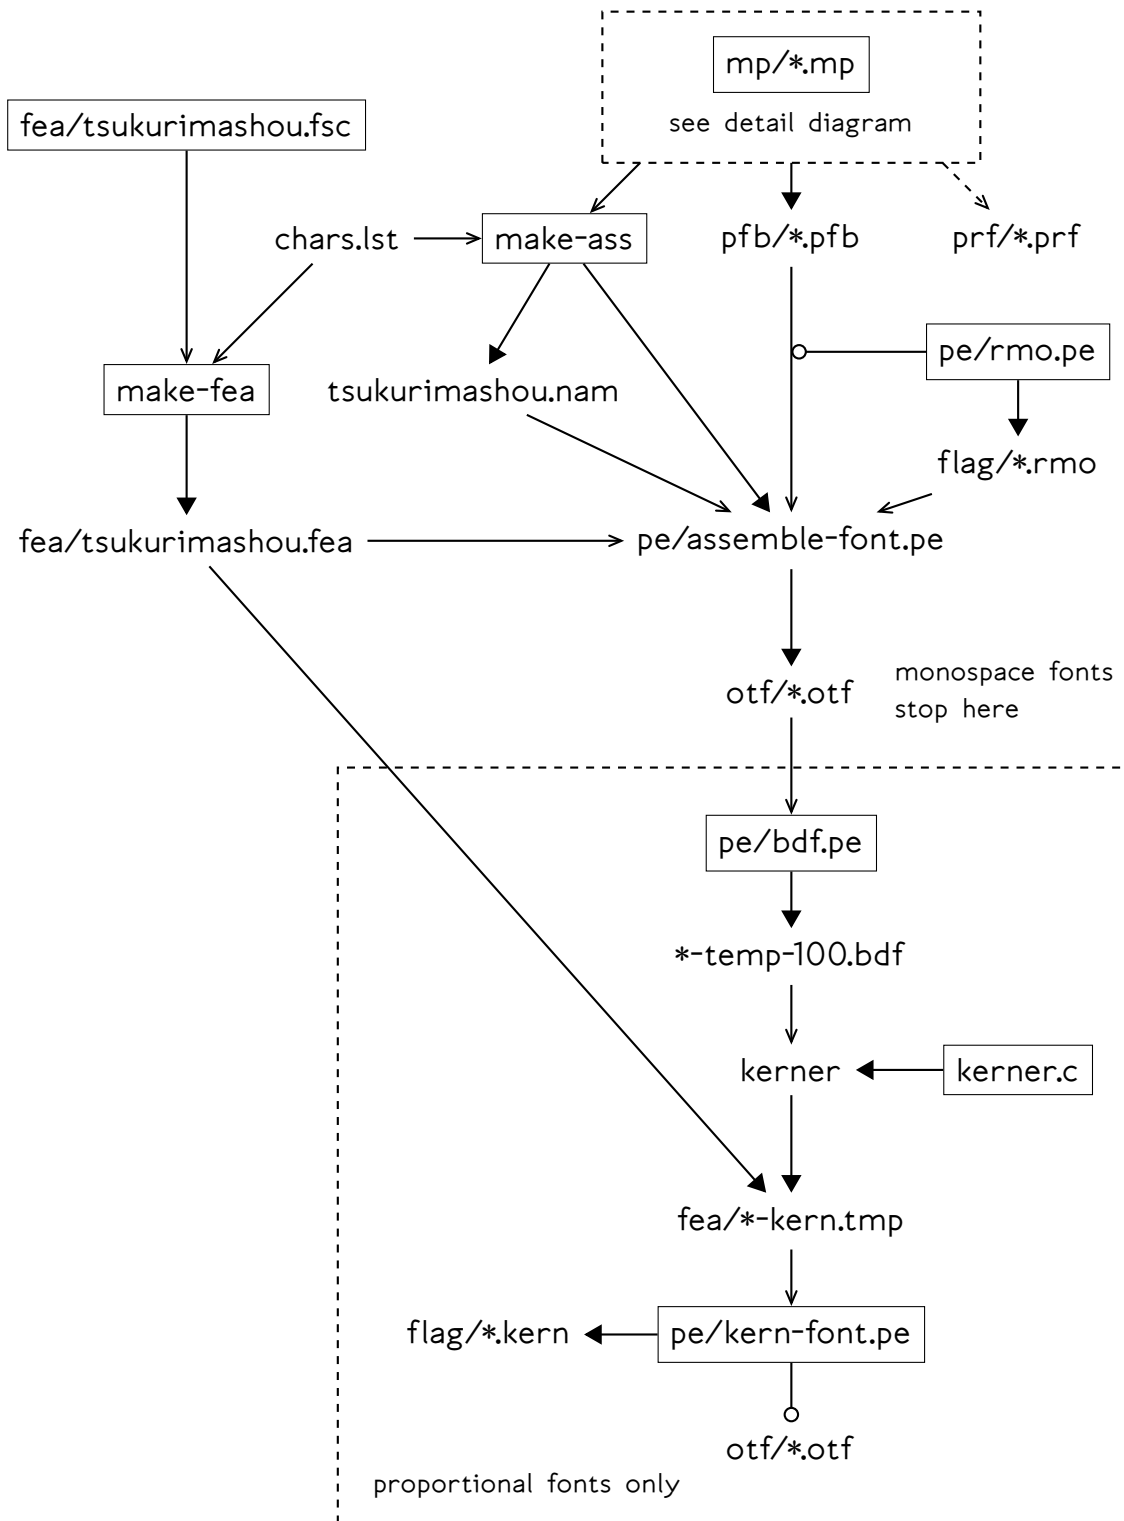 mp/*.mp
see detail diagram
fea/tsukurimashou.fsc
chars.lst
make-ass
pfb/*.pfb
prf/*.prf
pe/rmo.pe
make-fea
tsukurimashou.nam
flag/*.rmo
fea/tsukurimashou.fea
pe/assemble-font.pe
otf/*.otf
monospace fonts
stop here
pe/bdf.pe
*-temp-100.bdf
kerner
kerner.c
fea/*-kern.tmp
flag/*.kern
pe/kern-font.pe
otf/*.otf
proportional fonts only